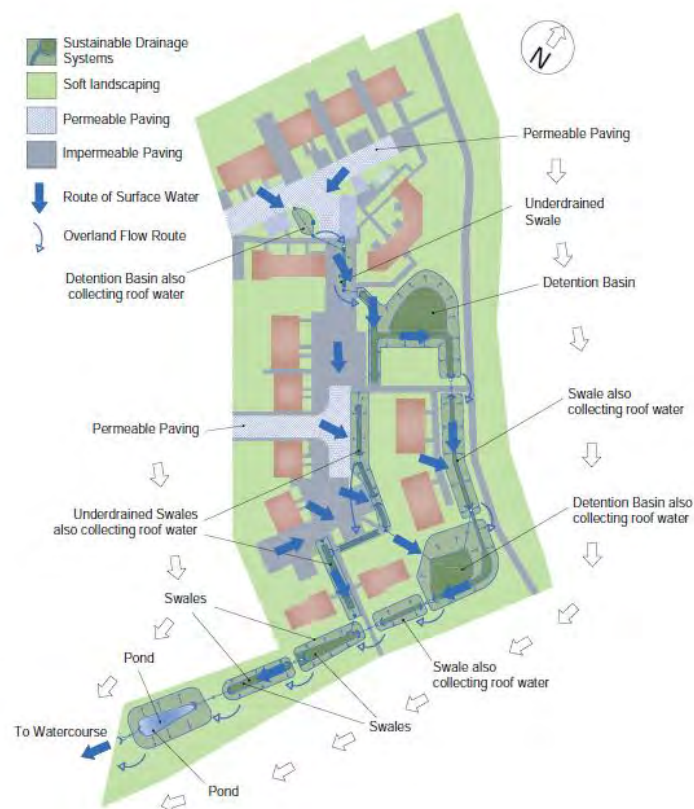 Sustainable Drainage
Systems
Soft landscaping
Permeable Paving
Impermeable Paving
Route of Surface Water
Overland Flow Route
N
Permeable Paving
Underdrained
Swale
Detention Basin also
collecting roof water
Detention Basin
Swale also
collecting roof water
Permeable Paving
Underdrained Swales
also collecting roof water
Detention Basin also
collecting roof water
Swales
Pond
Swale also
collecting roof water
To Watercourse
Swales
Pond